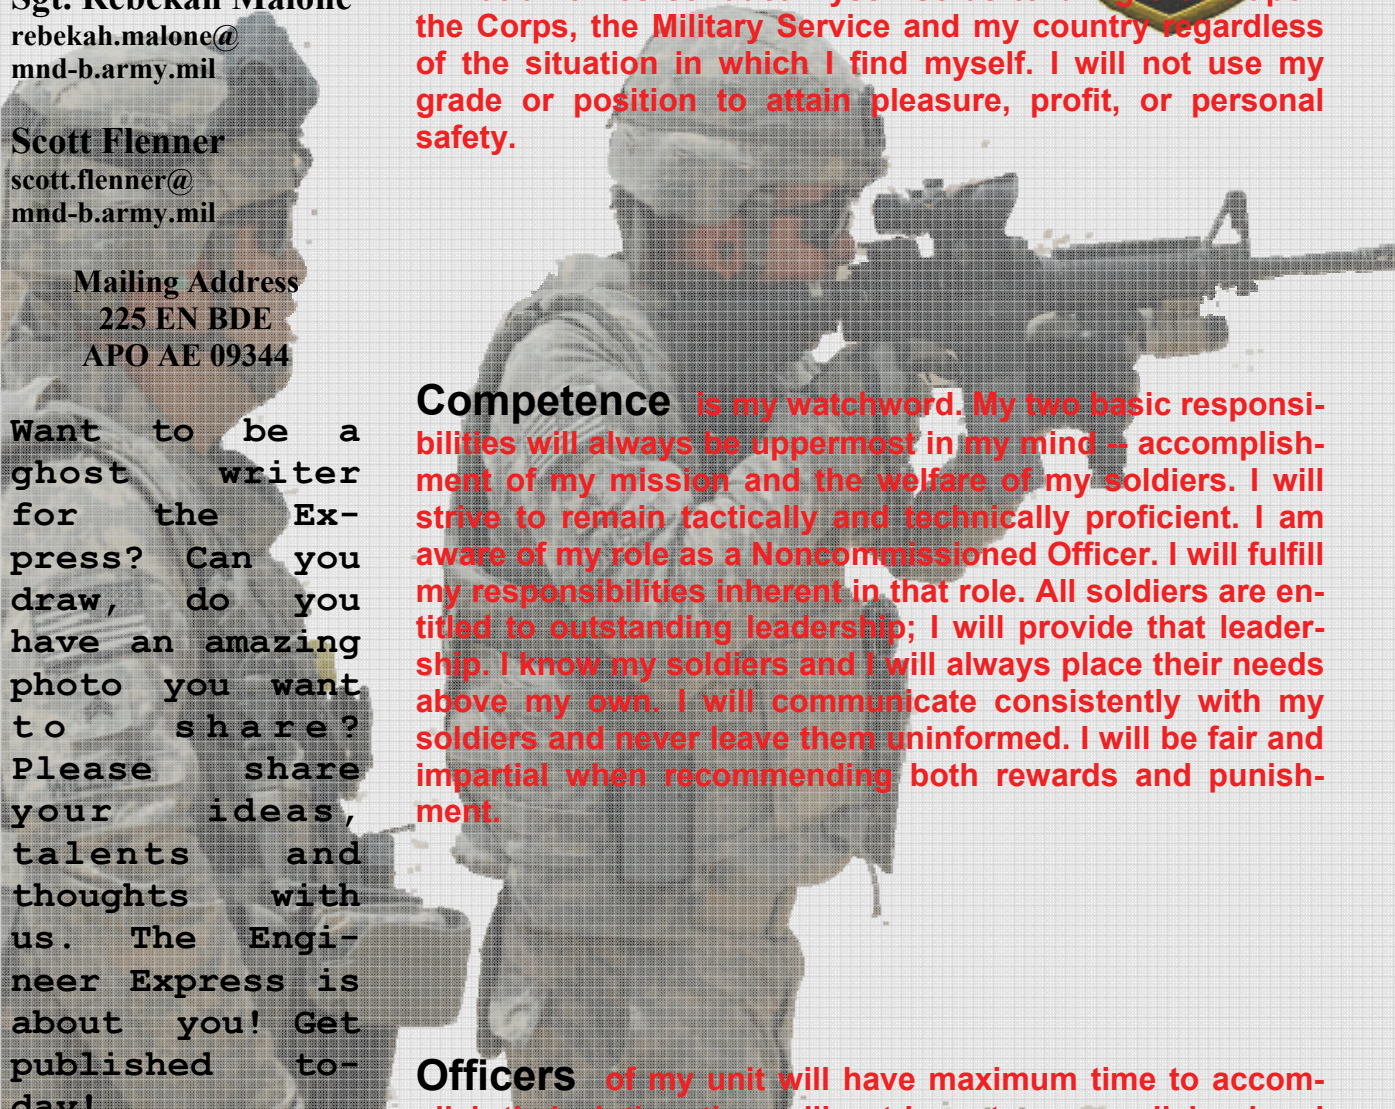 Sgt. Rebekah Malone
rebekah.malone@
mnd-b.army.mil
Scott Flenner
scott.flenner@
mnd-b.army.mil
Mailing Address
225 EN BDE
APO AE 09344
Want to be a
ghost writer
for the Ex-
press? Can you
draw, do you
have an amazing
photo you want
to share?
Please share
your ideas,
talents and
thoughts with
us. The Engi-
neer Express is
about you! Get
published to-
day!
the Corps, the Military Service and my country regardless
of the situation in which I find myself. I will not use my
grade or position to attain pleasure, profit, or personal
safety.
Competence is my watchword. My two basic responsi-
bilities will always be uppermost in my mind -- accomplish-
ment of my mission and the welfare of my soldiers. I will
strive to remain tactically and technically proficient. I am
aware of my role as a Noncommissioned Officer. I will fulfill
my responsibilities inherent in that role. All soldiers are en-
titled to outstanding leadership; I will provide that leader-
ship. I know my soldiers and I will always place their needs
above my own. I will communicate consistently with my
soldiers and never leave them uninformed. I will be fair and
impartial when recommending both rewards and punish-
ment.
Officers of my unit will have maximum time to accom-